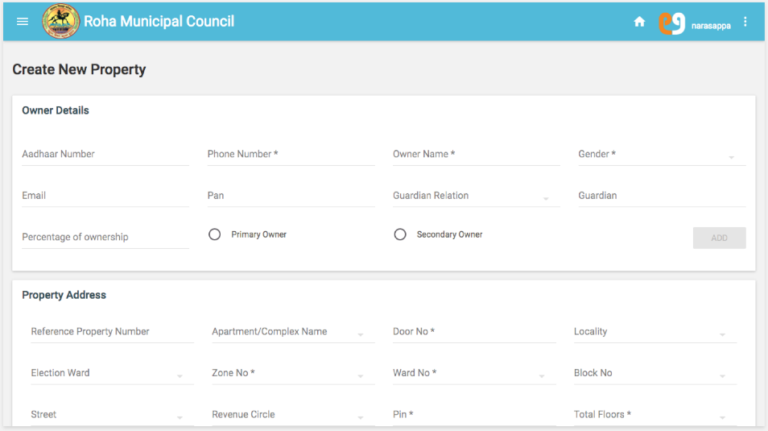 Roha Municipal Council
eg narasappa
Create New Property
Owner Details
Aadhaar Number Phone Number * Owner Name * Gender *
Email Pan Guardian Relation Guardian
Percentage of ownership Primary Owner Secondary Owner ADD
Property Address
Reference Property Number Apartment/Complex Name Door No * Locality
Election Ward Zone No * Ward No * Block No
Street Revenue Circle Pin * Total Floors *